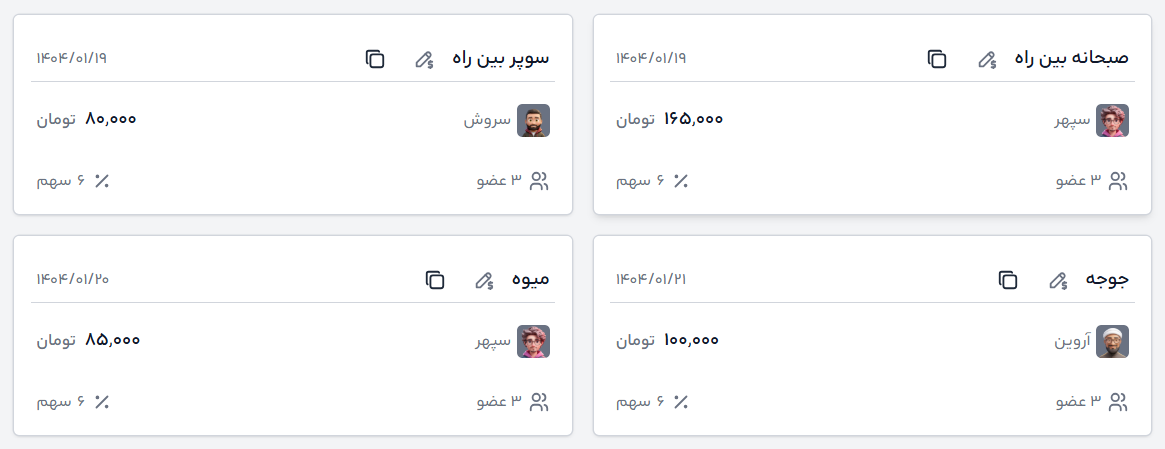 صبحانه بین راه ۱۴۰۴/۰۱/۱۹
سپهر ۱۶۵,۰۰۰ تومان
۳ عضو ۶ سهم
سوپر بین راه ۱۴۰۴/۰۱/۱۹
سروش ۸۰,۰۰۰ تومان
۳ عضو ۶ سهم
جوجه ۱۴۰۴/۰۱/۲۱
آروین ۱۰۰,۰۰۰ تومان
۳ عضو ۶ سهم
میوه ۱۴۰۴/۰۱/۲۰
سپهر ۸۵,۰۰۰ تومان
۳ عضو ۶ سهم